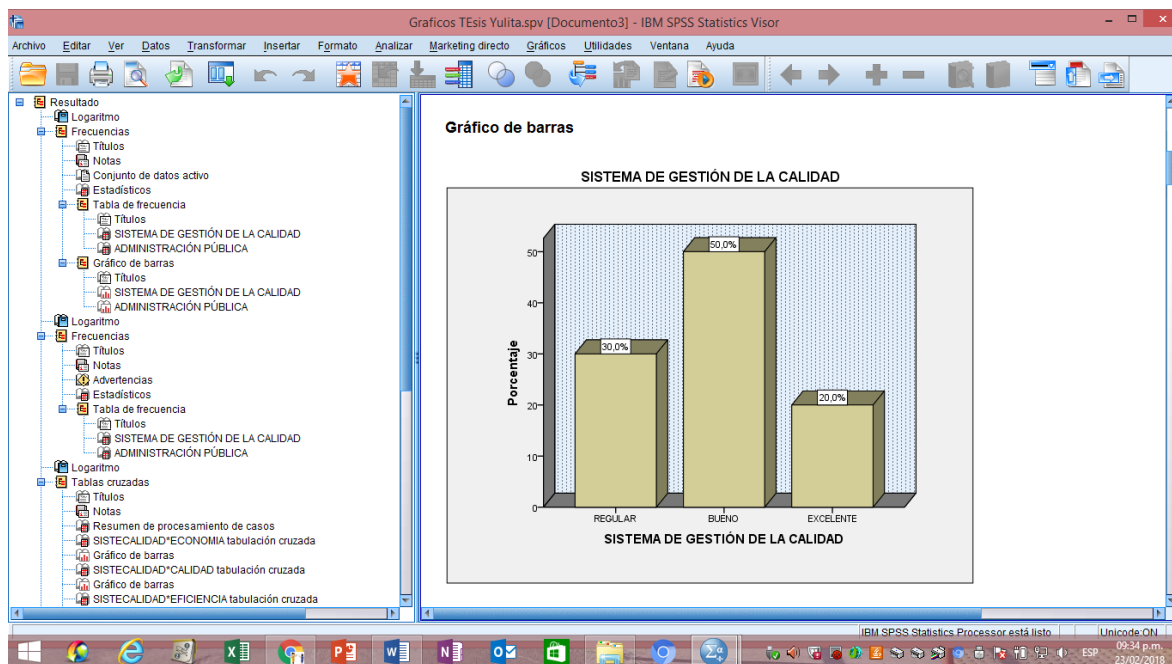 Graficos TEsis Yulita.spv [Documento3] - IBM SPSS Statistics Visor
Archivo Editar Ver Datos Transformar Insertar Formato Analizar Marketing directo Gráficos Utilidades Ventana Ayuda
Resultado
Logaritmo
Frecuencias
Títulos
Notas
Conjunto de datos activo
Estadísticos
Tabla de frecuencia
Títulos
SISTEMA DE GESTIÓN DE LA CALIDAD
ADMINISTRACIÓN PÚBLICA
Gráfico de barras
Títulos
SISTEMA DE GESTIÓN DE LA CALIDAD
ADMINISTRACIÓN PÚBLICA
Logaritmo
Frecuencias
Títulos
Notas
Advertencias
Estadísticos
Tabla de frecuencia
Títulos
SISTEMA DE GESTIÓN DE LA CALIDAD
ADMINISTRACIÓN PÚBLICA
Logaritmo
Tablas cruzadas
Títulos
Notas
Resumen de procesamiento de casos
SISTECALIDAD*ECONOMIA tabulación cruzada
Gráfico de barras
SISTECALIDAD*CALIDAD tabulación cruzada
Gráfico de barras
SISTECALIDAD*EFICIENCIA tabulación cruzada
Gráfico de barras
SISTEMA DE GESTIÓN DE LA CALIDAD
Porcentaje
50
40
30
20
10
0
30,0%
50,0%
20,0%
REGULAR BUENO EXCELENTE
SISTEMA DE GESTIÓN DE LA CALIDAD
IBM SPSS Statistics Processor está listo Unicode:ON
ESP
09:34 p.m.
23/02/2018